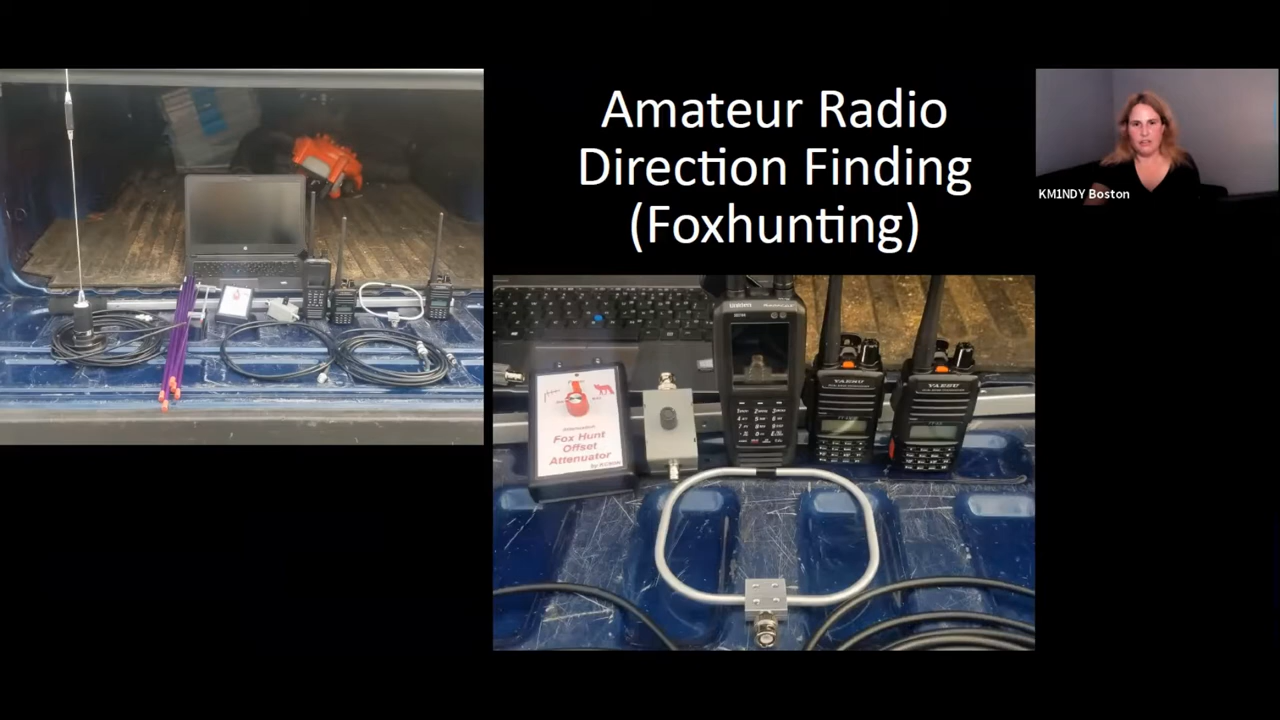 Amateur Radio
Direction Finding
(Foxhunting)
KM1NDY Boston
Fox Hunt
Offset
Attenuator
YAESU
YAESU